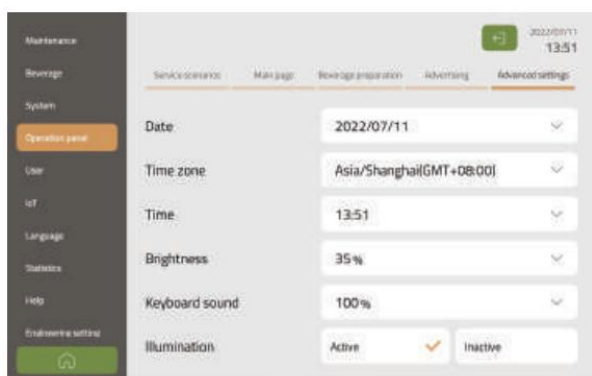 Maintenance
2022/07/11
13:51
Beverage
Service scenarios Main page Beverage preparation Advertising Advanced settings
System
Date 2022/07/11
Operation panel
User
Time zone Asia/Shanghai(GMT+08:00)
IoT
Time 13:51
Language
Brightness 35%
Statistics
Help
Keyboard sound 100%
Engineering setting
Illumination Active Inactive